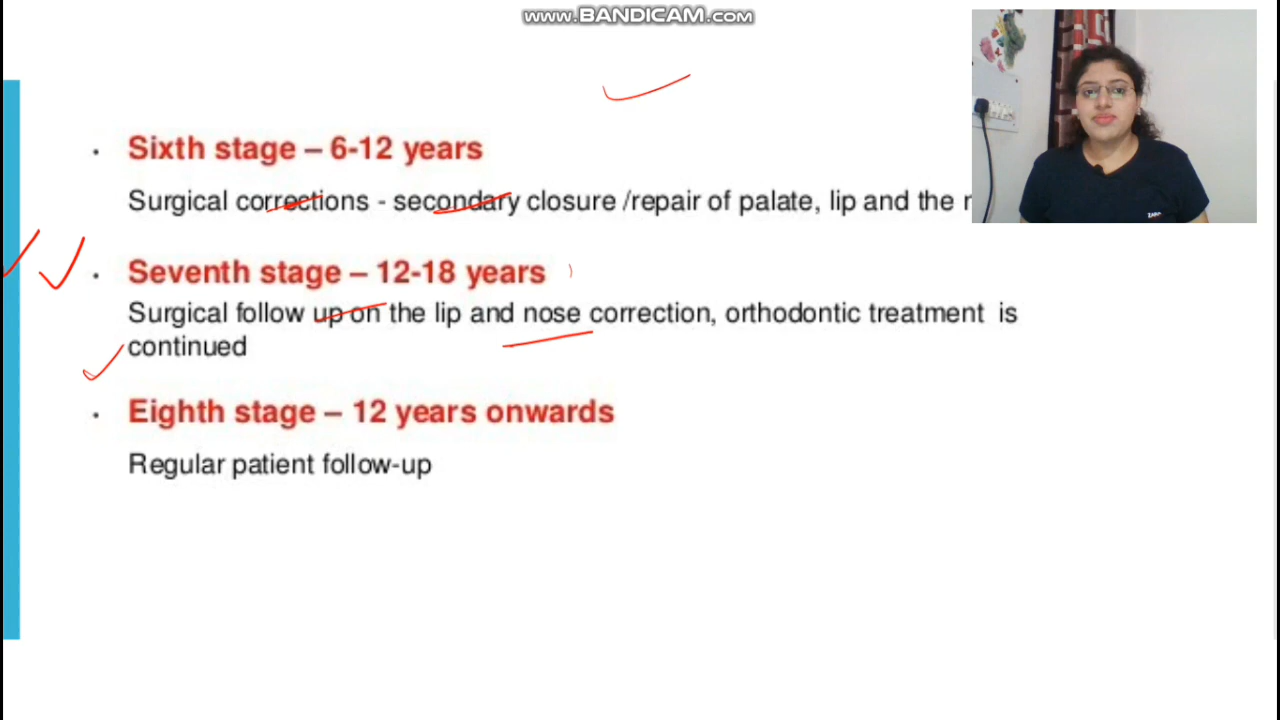 www.BANDICAM.com
Sixth stage – 6-12 years
Surgical corrections - secondary closure /repair of palate, lip and the
Seventh stage – 12-18 years
Surgical follow up on the lip and nose correction, orthodontic treatment is
continued
Eighth stage – 12 years onwards
Regular patient follow-up
ZARA